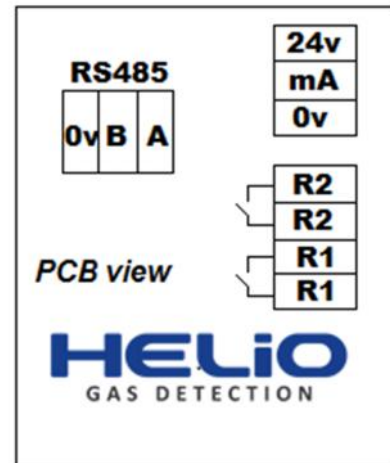 RS485
0v B A
24v
mA
0v
R2
R2
R1
R1
PCB view
HELiO
GAS DETECTION